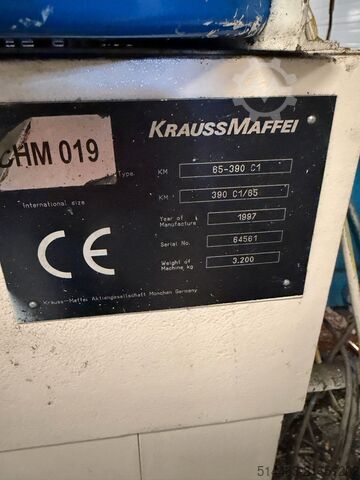 CHM 019
KRAUSSMAFFEI
Type. KM 65-390 C1
International size KM 390 C1/65
Year of Manufacture 1997
Serial No. 64561
Weight of Machine kg 3.200
CE
Krauss-Maffei Aktiengesellschaft München Germany